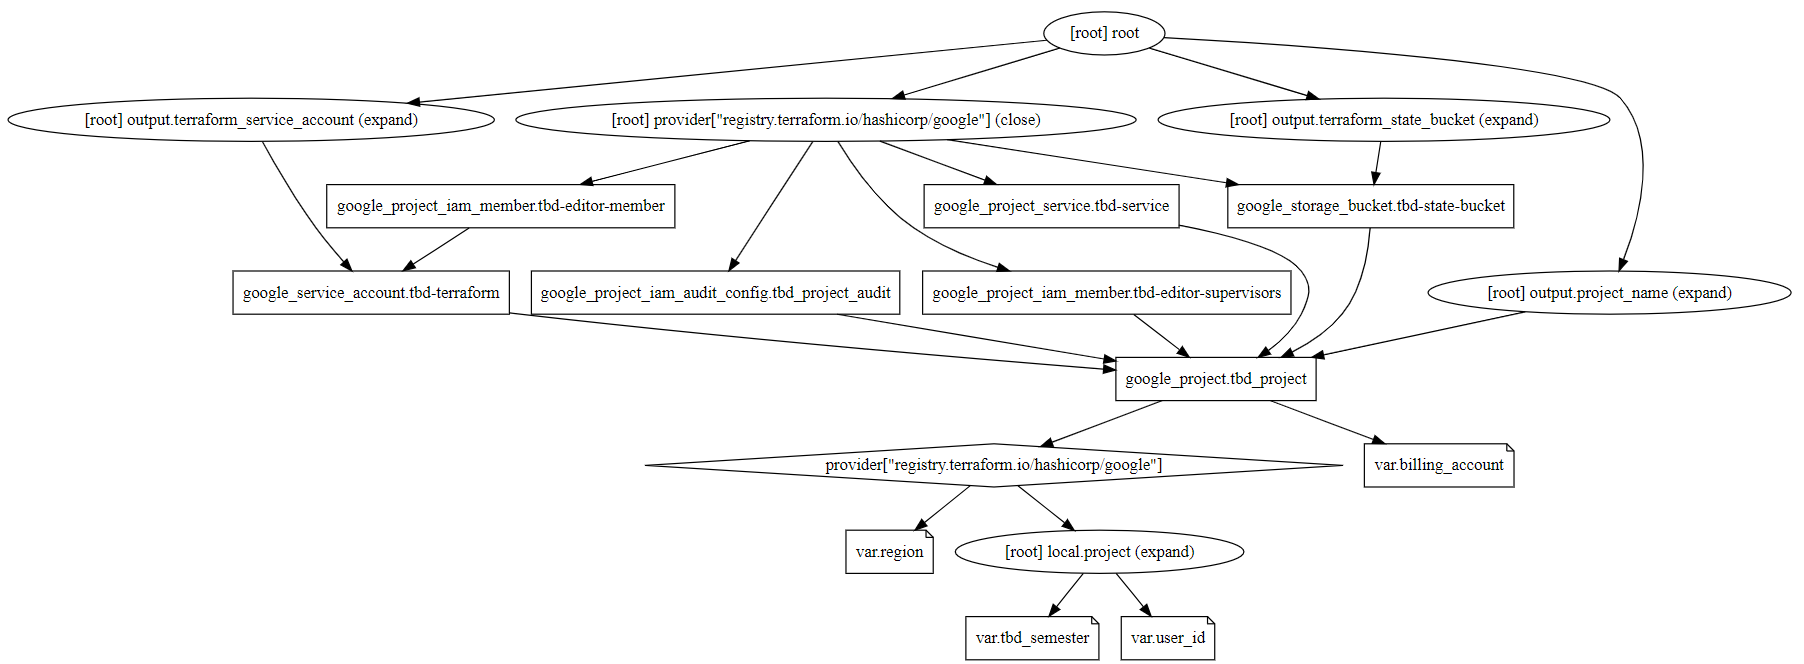 [root] root
[root] output.terraform_service_account (expand)
[root] provider["registry.terraform.io/hashicorp/google"] (close)
[root] output.terraform_state_bucket (expand)
google_project_iam_member.tbd-editor-member
google_project_service.tbd-service
google_storage_bucket.tbd-state-bucket
google_service_account.tbd-terraform
google_project_iam_audit_config.tbd_project_audit
google_project_iam_member.tbd-editor-supervisors
[root] output.project_name (expand)
google_project.tbd_project
provider["registry.terraform.io/hashicorp/google"]
var.billing_account
var.region
[root] local.project (expand)
var.tbd_semester
var.user_id